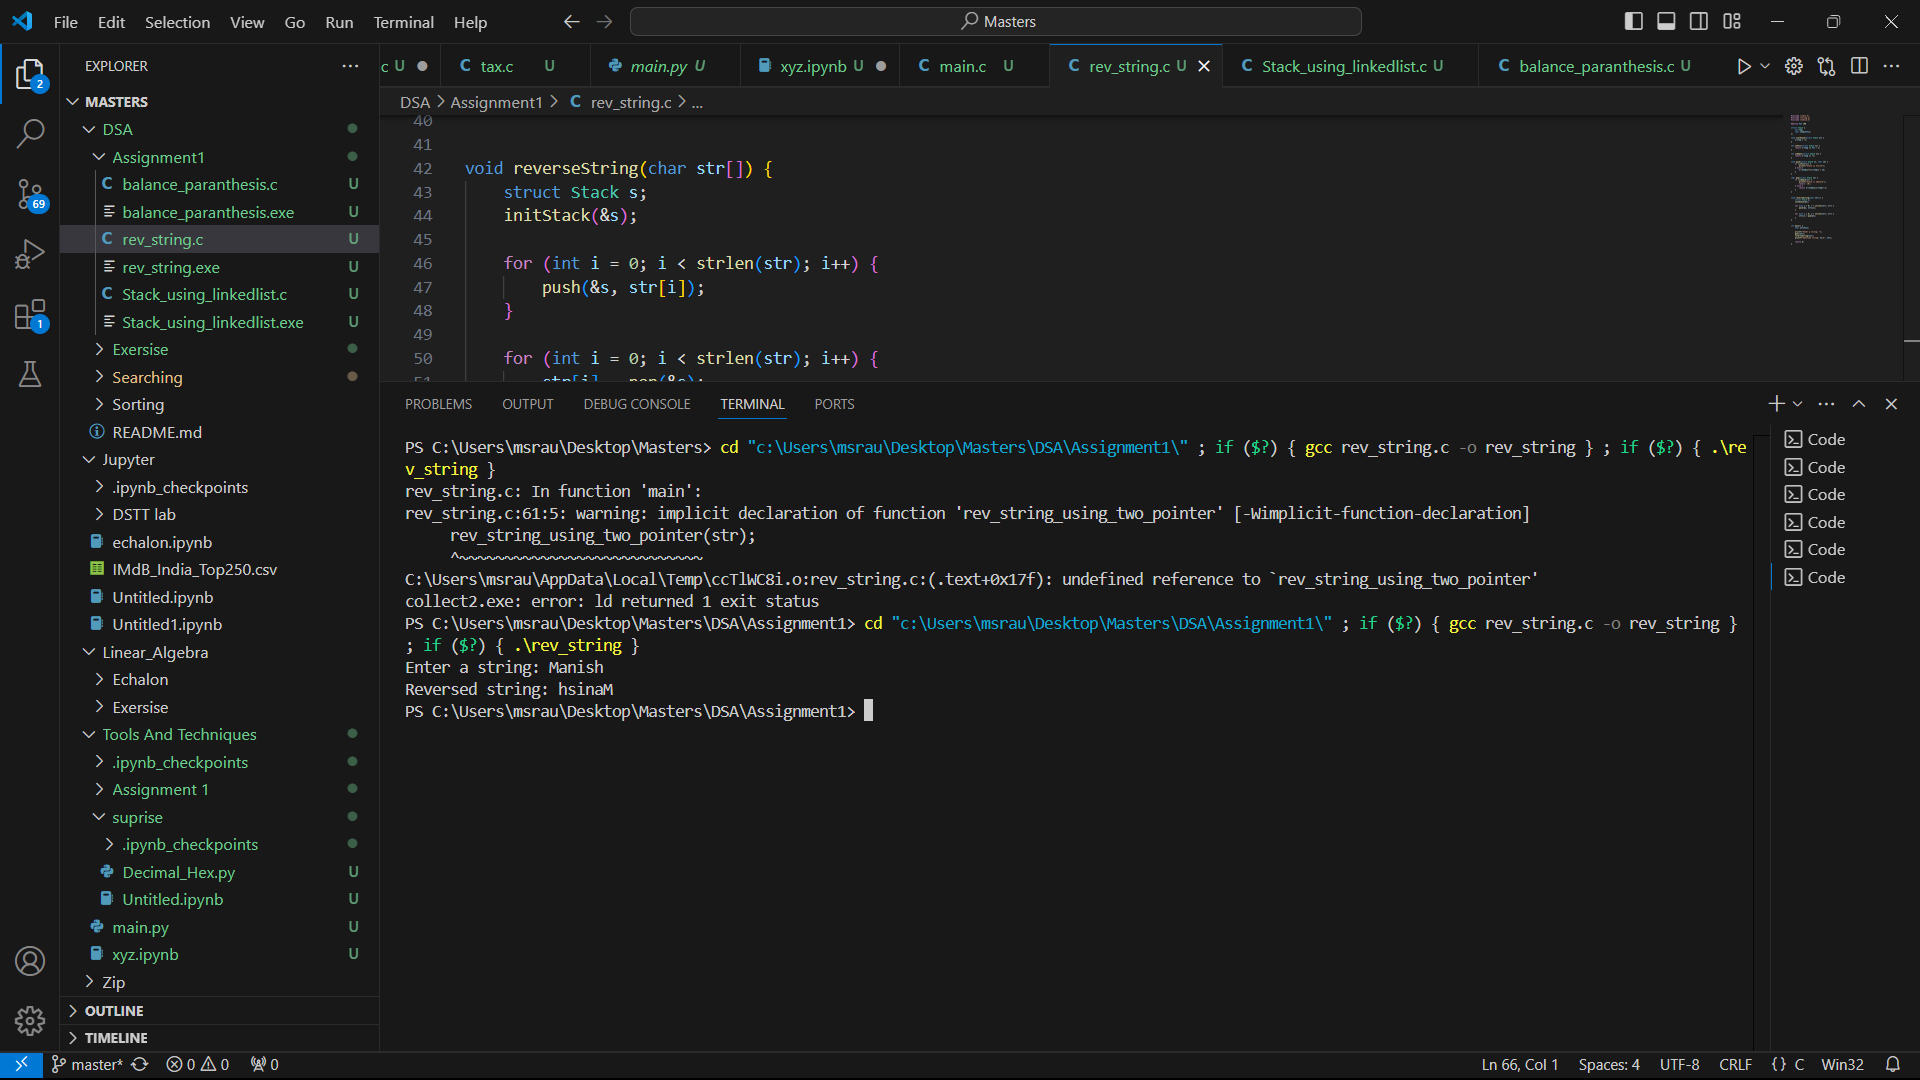 File Edit Selection View Go Run Terminal Help
Masters
EXPLORER
c U
C tax.c U
main.py U
xyz.ipynb U
C main.c U
C rev_string.c U
C Stack_using_linkedlist.c U
C balance_paranthesis.c U
DSA > Assignment1 > C rev_string.c > ...
MASTERS
DSA
Assignment1
C balance_paranthesis.c U
balance_paranthesis.exe U
C rev_string.c U
rev_string.exe U
C Stack_using_linkedlist.c U
Stack_using_linkedlist.exe U
Exersise
Searching
Sorting
README.md
Jupyter
.ipynb_checkpoints
DSTT lab
echalon.ipynb
IMdB_India_Top250.csv
Untitled.ipynb
Untitled1.ipynb
Linear_Algebra
Echalon
Exersise
Tools And Techniques
.ipynb_checkpoints
Assignment 1
suprise
.ipynb_checkpoints
Decimal_Hex.py U
Untitled.ipynb U
main.py U
xyz.ipynb U
Zip
OUTLINE
TIMELINE
2
69
1
40
41
42 void reverseString(char str[]) {
43 struct Stack s;
44 initStack(&s);
45
46 for (int i = 0; i < strlen(str); i++) {
47 push(&s, str[i]);
48 }
49
50 for (int i = 0; i < strlen(str); i++) {
51 str[i] = pop(&s);
PROBLEMS OUTPUT DEBUG CONSOLE TERMINAL PORTS
PS C:\Users\msrau\Desktop\Masters> cd "c:\Users\msrau\Desktop\Masters\DSA\Assignment1\" ; if ($?) { gcc rev_string.c -o rev_string } ; if ($?) { .\re
v_string }
rev_string.c: In function 'main':
rev_string.c:61:5: warning: implicit declaration of function 'rev_string_using_two_pointer' [-Wimplicit-function-declaration]
rev_string_using_two_pointer(str);
^~~~~~~~~~~~~~~~~~~~~~~~~~~~
C:\Users\msrau\AppData\Local\Temp\ccTlWC8i.o:rev_string.c:(.text+0x17f): undefined reference to `rev_string_using_two_pointer'
collect2.exe: error: ld returned 1 exit status
PS C:\Users\msrau\Desktop\Masters\DSA\Assignment1> cd "c:\Users\msrau\Desktop\Masters\DSA\Assignment1\" ; if ($?) { gcc rev_string.c -o rev_string }
; if ($?) { .\rev_string }
Enter a string: Manish
Reversed string: hsinaM
PS C:\Users\msrau\Desktop\Masters\DSA\Assignment1>
Code
Code
Code
Code
Code
Code
master* 0 0 0
Ln 66, Col 1 Spaces: 4 UTF-8 CRLF {} C Win32